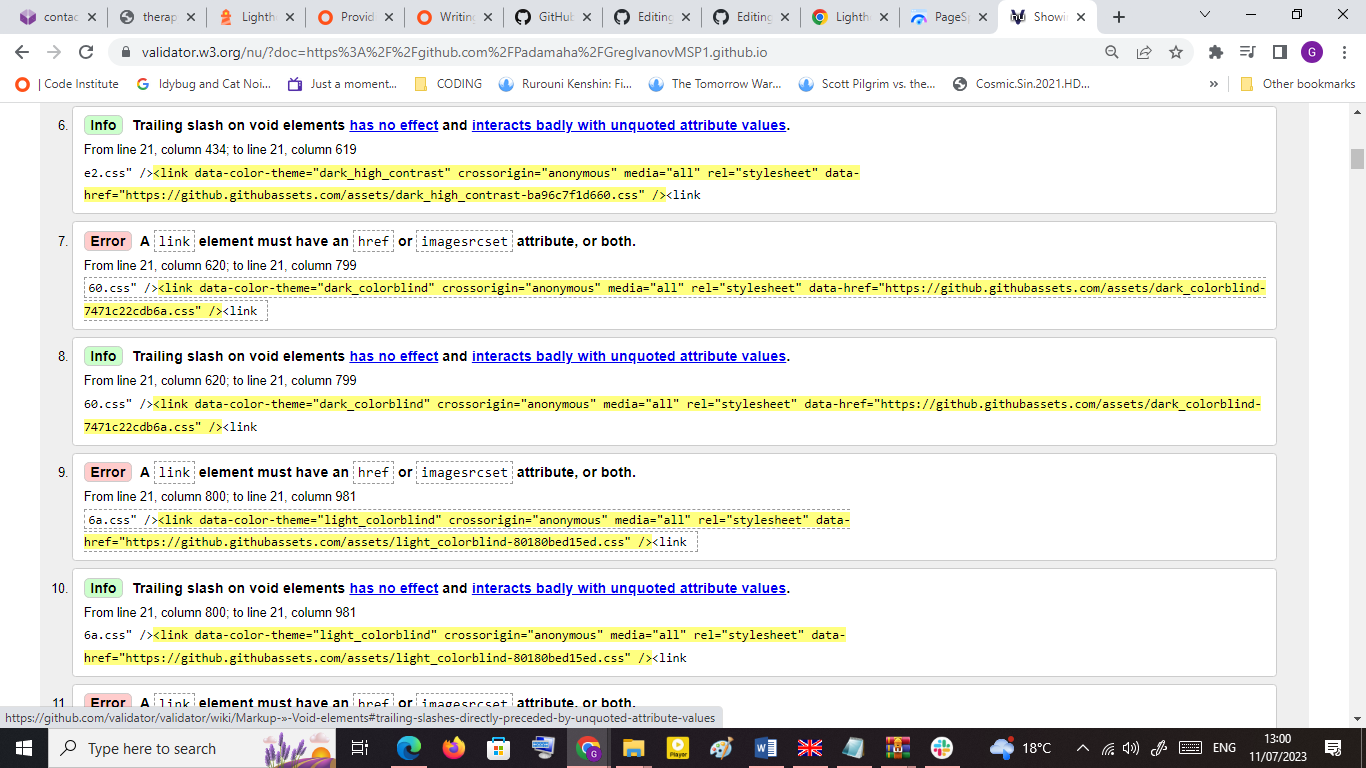 contac
therap
Lighth
Provid
Writing
GitHub
Editing
Editing
Lighth
PageSp
Showin
validator.w3.org/nu/?doc=https%3A%2F%2Fgithub.com%2FPadamaha%2FGregIvanovMSP1.github.io
G
| Code Institute
Idybug and Cat Noi...
Just a moment...
CODING
Rurouni Kenshin: Fi...
The Tomorrow War...
Scott Pilgrim vs. the...
Cosmic.Sin.2021.HD...
»
Other bookmarks
6. Info Trailing slash on void elements has no effect and interacts badly with unquoted attribute values.
From line 21, column 434; to line 21, column 619
e2.css" /><link data-color-theme="dark_high_contrast" crossorigin="anonymous" media="all" rel="stylesheet" data-
href="https://github.githubassets.com/assets/dark_high_contrast-ba96c7f1d660.css" /><link
7. Error A link element must have an href or imagesrcset attribute, or both.
From line 21, column 620; to line 21, column 799
60.css" /><link data-color-theme="dark_colorblind" crossorigin="anonymous" media="all" rel="stylesheet" data-href="https://github.githubassets.com/assets/dark_colorblind-
7471c22cdb6a.css" /><link
8. Info Trailing slash on void elements has no effect and interacts badly with unquoted attribute values.
From line 21, column 620; to line 21, column 799
60.css" /><link data-color-theme="dark_colorblind" crossorigin="anonymous" media="all" rel="stylesheet" data-href="https://github.githubassets.com/assets/dark_colorblind-
7471c22cdb6a.css" /><link
9. Error A link element must have an href or imagesrcset attribute, or both.
From line 21, column 800; to line 21, column 981
6a.css" /><link data-color-theme="light_colorblind" crossorigin="anonymous" media="all" rel="stylesheet" data-
href="https://github.githubassets.com/assets/light_colorblind-80180bed15ed.css" /><link
10. Info Trailing slash on void elements has no effect and interacts badly with unquoted attribute values.
From line 21, column 800; to line 21, column 981
6a.css" /><link data-color-theme="light_colorblind" crossorigin="anonymous" media="all" rel="stylesheet" data-
href="https://github.githubassets.com/assets/light_colorblind-80180bed15ed.css" /><link
11. Error A link element must have an href or imagesrcset attribute, or both.
https://github.com/validator/validator/wiki/Markup-»-Void-elements#trailing-slashes-directly-preceded-by-unquoted-attribute-values
Type here to search
18°C
ENG
13:00
11/07/2023